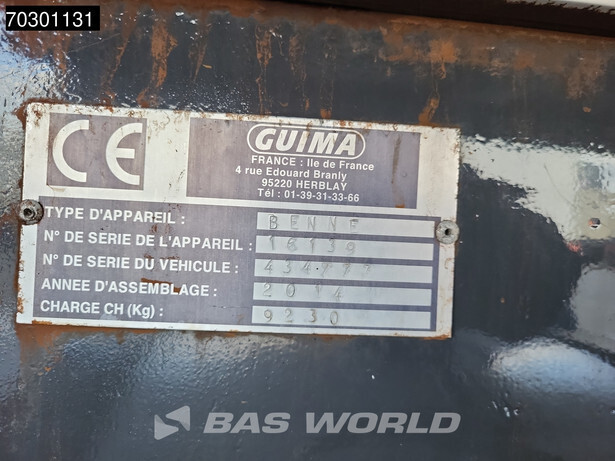 70301131
CE
GUIMA
FRANCE : Ile de France
4 rue Edouard Branly
95220 HERBLAY
Tél : 01-39-31-33-66
TYPE D'APPAREIL : BENNE
N° DE SERIE DE L'APPAREIL : 16139
N° DE SERIE DU VEHICULE :
ANNEE D'ASSEMBLAGE : 2014
CHARGE CH (Kg) : 9230
BAS WORLD